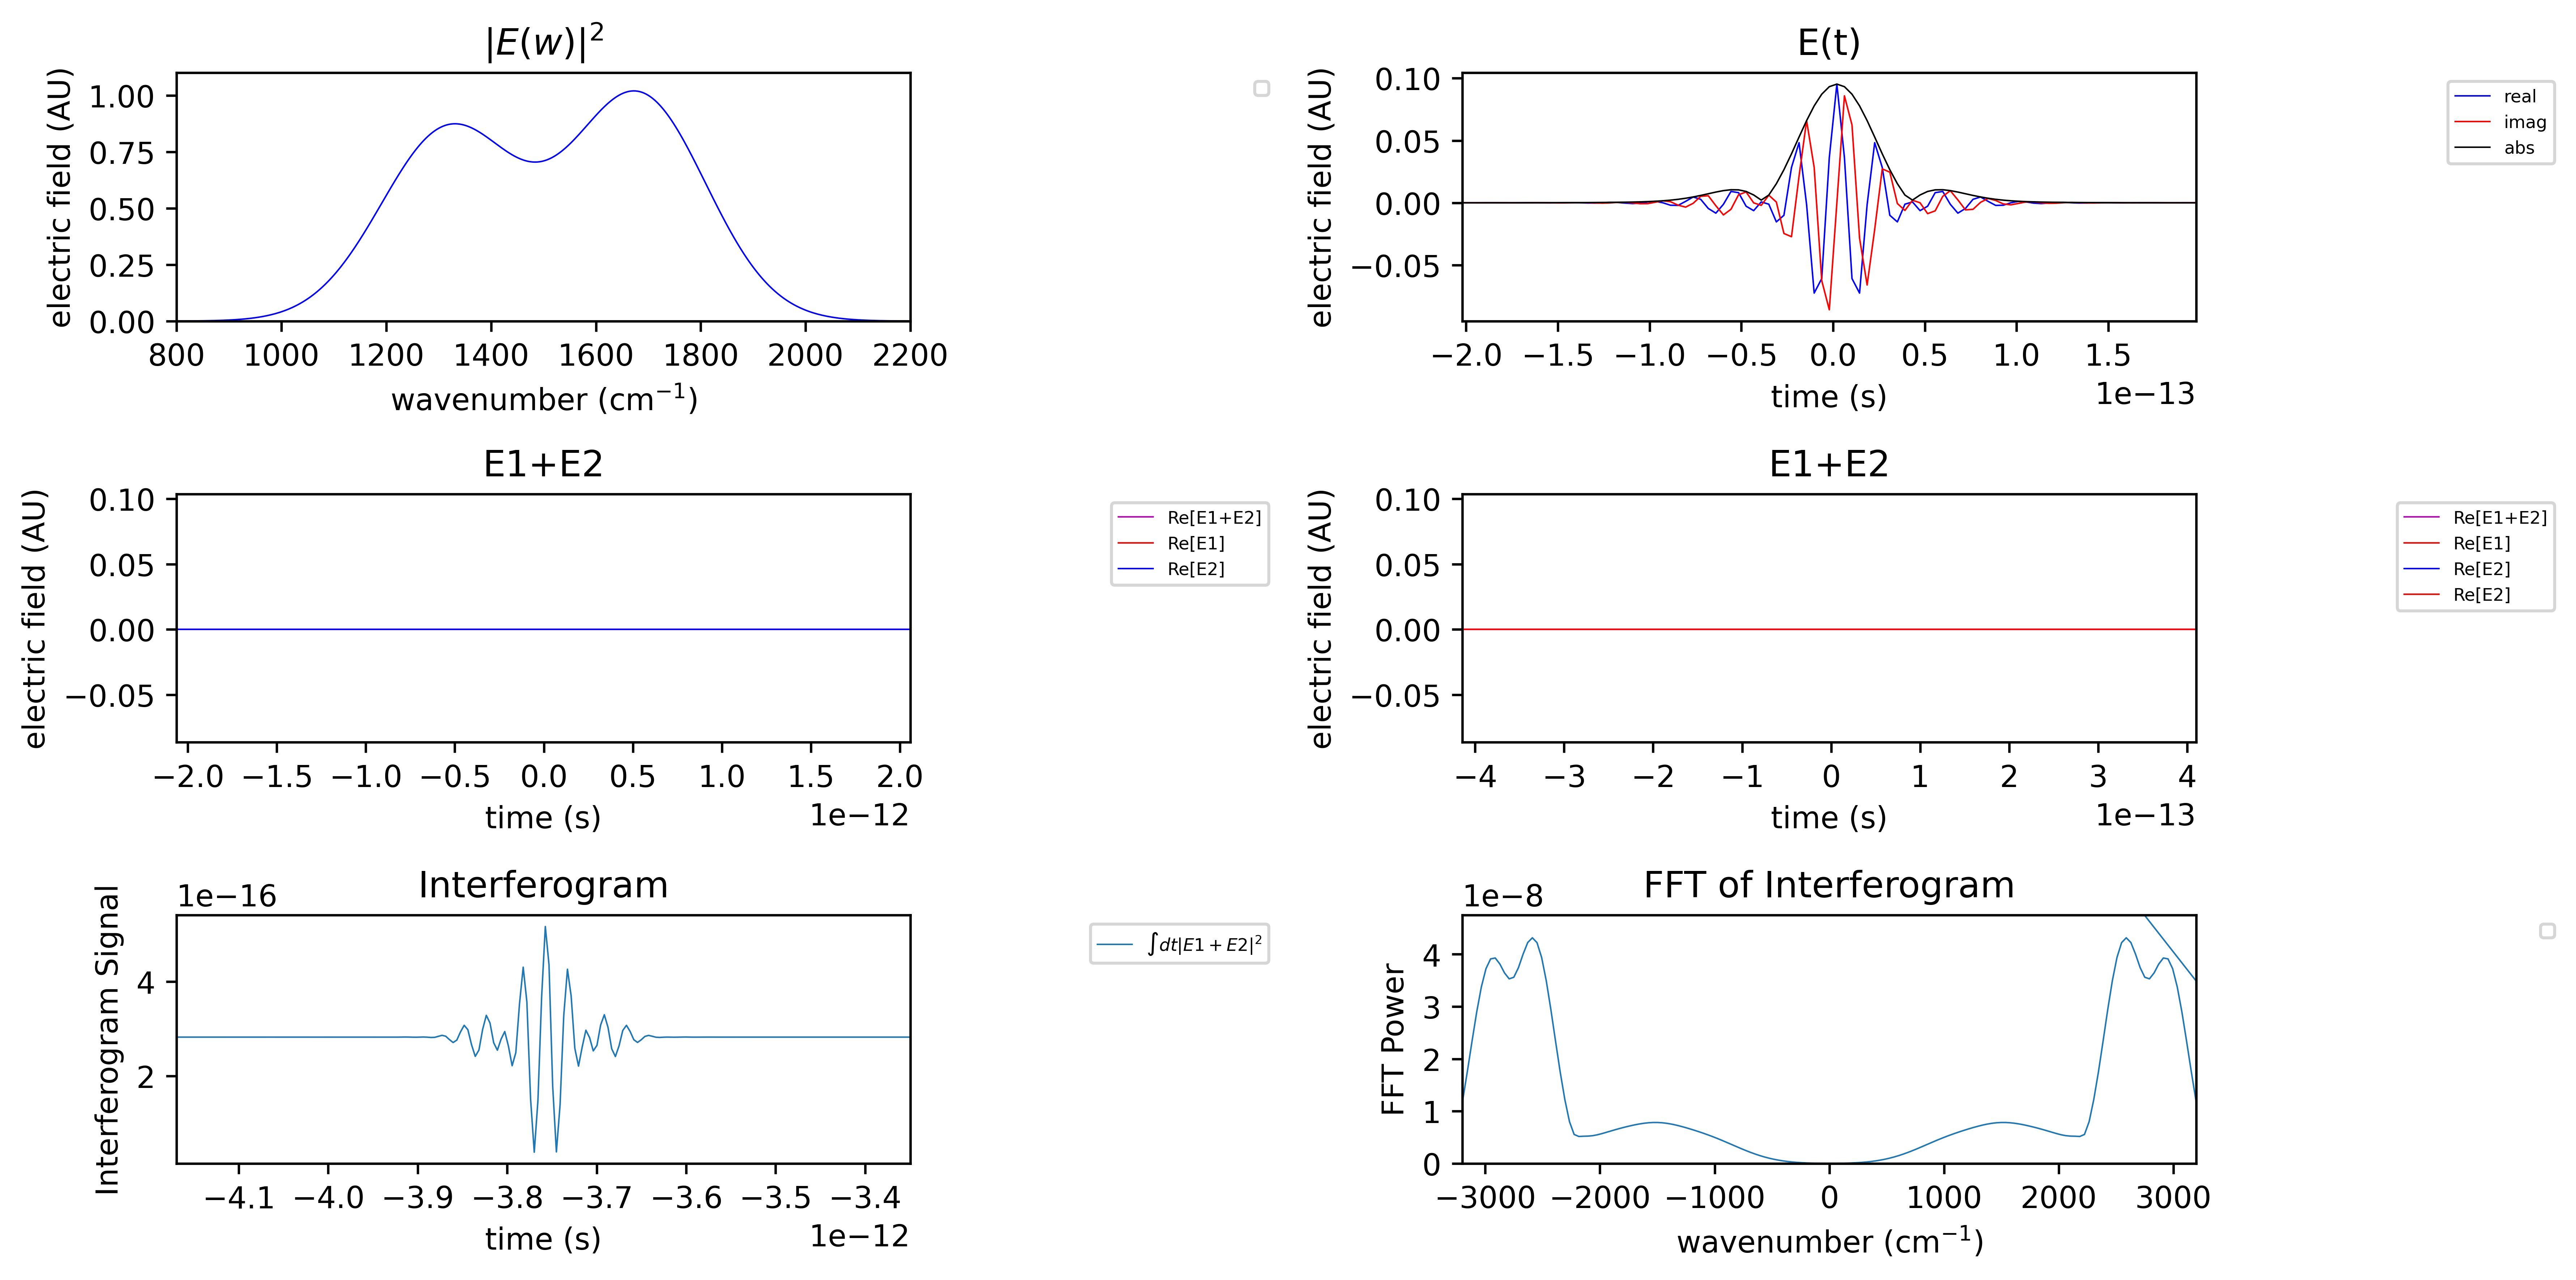 |E(w)|²
electric field (AU)
1.00
0.75
0.50
0.25
0.00
800 1000 1200 1400 1600 1800 2000 2200
wavenumber (cm⁻¹)
E(t)
electric field (AU)
0.10
0.05
0.00
−0.05
−2.0 −1.5 −1.0 −0.5 0.0 0.5 1.0 1.5
1e−13
time (s)
real
imag
abs
E1+E2
electric field (AU)
0.10
0.05
0.00
−0.05
−2.0 −1.5 −1.0 −0.5 0.0 0.5 1.0 1.5 2.0
1e−12
time (s)
Re[E1+E2]
Re[E1]
Re[E2]
E1+E2
electric field (AU)
0.10
0.05
0.00
−0.05
−4 −3 −2 −1 0 1 2 3 4
1e−13
time (s)
Re[E1+E2]
Re[E1]
Re[E2]
Re[E2]
Interferogram
1e−16
Interferogram Signal
4
2
−4.1 −4.0 −3.9 −3.8 −3.7 −3.6 −3.5 −3.4
1e−12
time (s)
∫dt|E1 + E2|²
FFT of Interferogram
1e−8
FFT Power
4
3
2
1
0
−3000 −2000 −1000 0 1000 2000 3000
wavenumber (cm⁻¹)